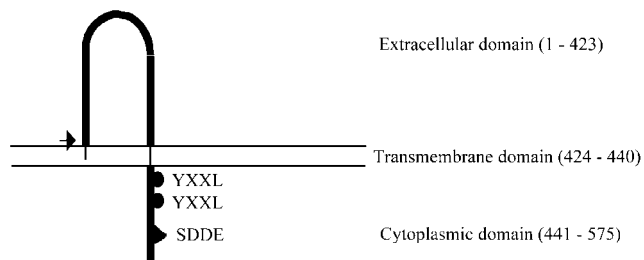 Extracellular domain (1 - 423)
Transmembrane domain (424 - 440)
YXXL
YXXL
SDDE
Cytoplasmic domain (441 - 575)